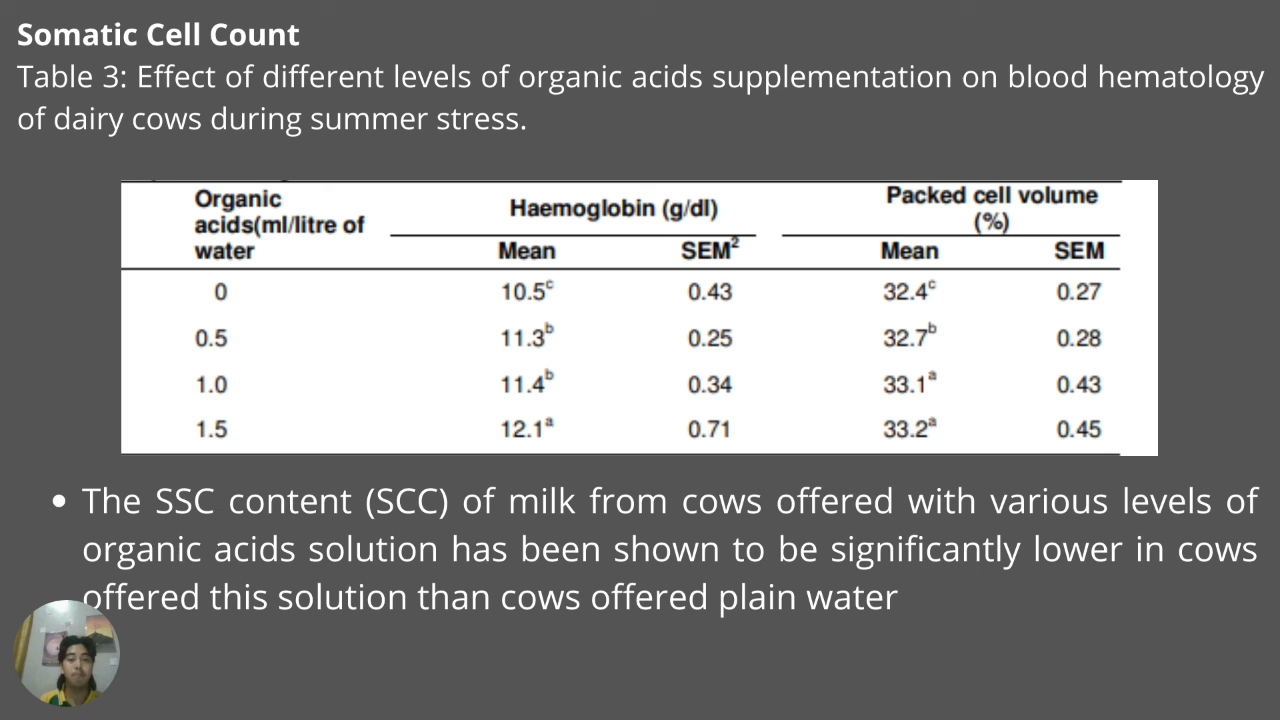 Somatic Cell Count
Table 3: Effect of different levels of organic acids supplementation on blood hematology
of dairy cows during summer stress.
Organic
acids(ml/litre of
water
Haemoglobin (g/dl)
Packed cell volume
(%)
Mean SEM² Mean SEM
0 10.5ᶜ 0.43 32.4ᶜ 0.27
0.5 11.3ᵇ 0.25 32.7ᵇ 0.28
1.0 11.4ᵇ 0.34 33.1ᵃ 0.43
1.5 12.1ᵃ 0.71 33.2ᵃ 0.45
• The SSC content (SCC) of milk from cows offered with various levels of
organic acids solution has been shown to be significantly lower in cows
offered this solution than cows offered plain water